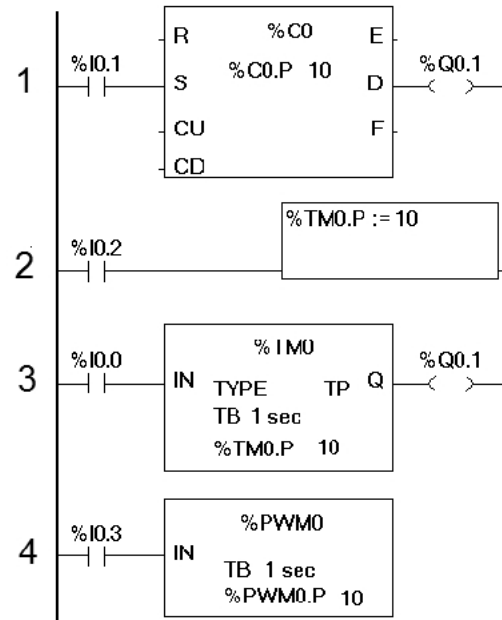 1
%I0.1
R %C0 E
%C0.P 10
S D
%Q0.1
CU F
CD
2
%I0.2
%TM0.P := 10
3
%I0.0
%TM0
IN TYPE TP Q
TB 1 sec
%TM0.P 10
%Q0.1
4
%I0.3
%PWM0
IN
TB 1 sec
%PWM0.P 10